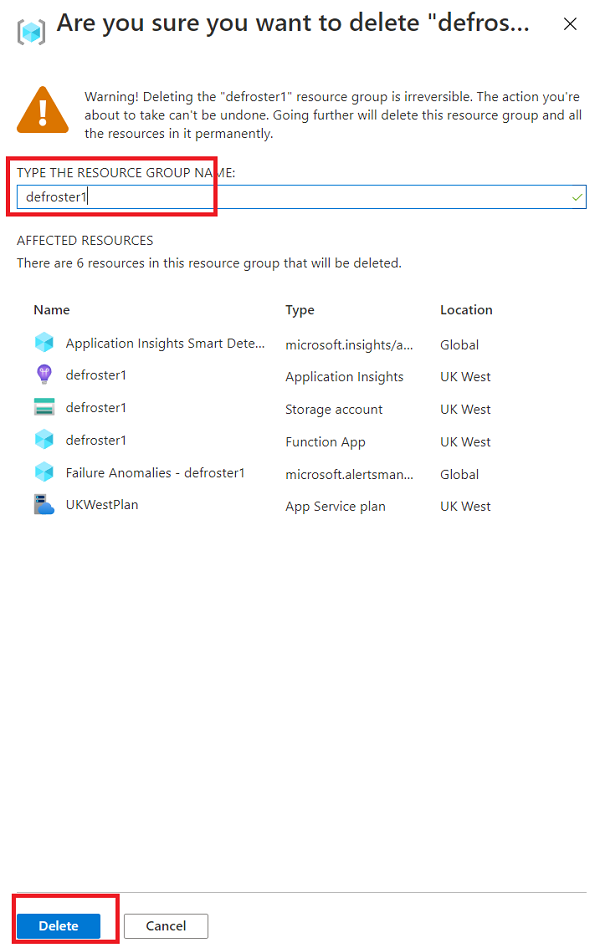 Are you sure you want to delete "defros...
Warning! Deleting the "defroster1" resource group is irreversible. The action you're
about to take can't be undone. Going further will delete this resource group and all
the resources in it permanently.
TYPE THE RESOURCE GROUP NAME:
defroster1
AFFECTED RESOURCES
There are 6 resources in this resource group that will be deleted.
Name Type Location
Application Insights Smart Dete... microsoft.insights/a... Global
defroster1 Application Insights UK West
defroster1 Storage account UK West
defroster1 Function App UK West
Failure Anomalies - defroster1 microsoft.alertsman... Global
UKWestPlan App Service plan UK West
Delete Cancel